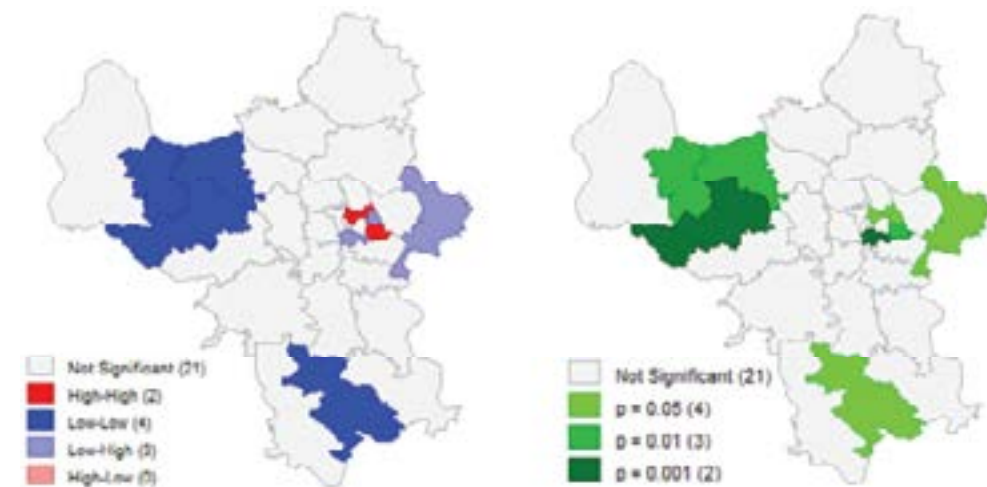 Not Significant (21)
High-High (2)
Low-Low (4)
Low-High (3)
High-Low (0)
Not Significant (21)
p = 0.05 (4)
p = 0.01 (3)
p = 0.001 (2)